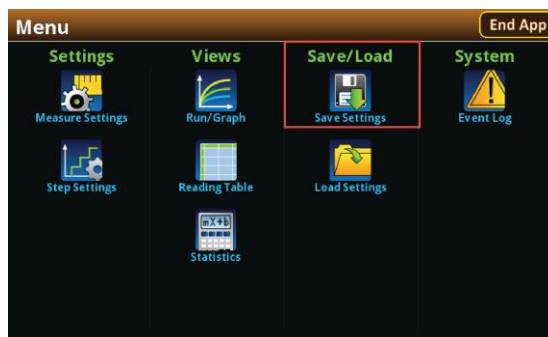 Menu
End App
Settings
Views
Save/Load
System
Measure Settings
Run/Graph
Save Settings
Event Log
Step Settings
Reading Table
Load Settings
mX+b
Statistics